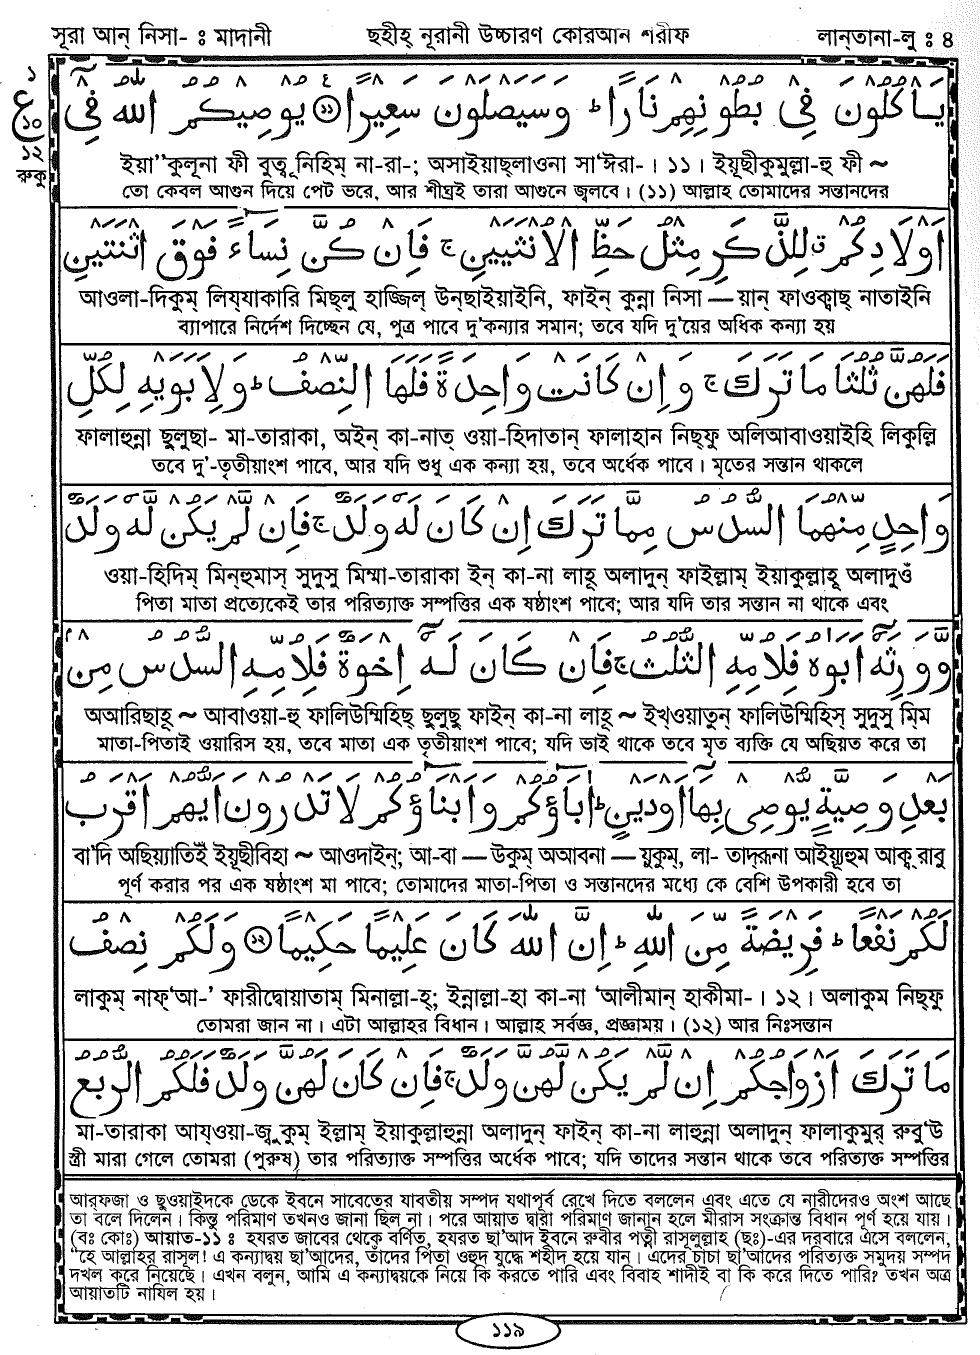 সূরা আন্ নিসা- ঃ মাদানী ছহীহ্ নূরানী উচ্চারণ কোরআন শরীফ লান্‌তানা-লু ঃ ৪
১
ع
১০
১২
রুকু
يَأْكُلُونَ فِي بُطُونِهِمْ نَارًا ؕ وَسَيَصْلَوْنَ سَعِيرًا ⓫ يُوصِيكُمُ اللّٰهُ فِيٓ
ইয়া"কুলূনা ফী বুত্বূনিহিম্ না-রা-; অসাইয়াছ্‌লাওনা সা'ঈরা- । ১১ । ইয়ূছীকুমুল্লা-হু ফী ~
তো কেবল আগুন দিয়ে পেট ভরে, আর শীঘ্রই তারা আগুনে জ্বলবে । (১১) আল্লাহ তোমাদের সন্তানদের
أَوْلَادِكُمْ ۗ لِلذَّكَرِ مِثْلُ حَظِّ الْأُنْثَيَيْنِ ۚ فَإِنْ كُنَّ نِسَاءً فَوْقَ اثْنَتَيْنِ
আওলা-দিকুম্ লিয্‌যাকারি মিছ্‌লু হাজ্জিল্ উন্‌ছাইয়াইনি, ফাইন্ কুন্না নিসা — য়ান্ ফাওক্বাছ্ নাতাইনি
ব্যাপারে নির্দেশ দিচ্ছেন যে, পুত্র পাবে দু'কন্যার সমান; তবে যদি দু'য়ের অধিক কন্যা হয়
فَلَهُنَّ ثُلُثَا مَا تَرَكَ ۚ وَإِنْ كَانَتْ وَاحِدَةً فَلَهَا النِّصْفُ ؕ وَلِأَبَوَيْهِ لِكُلِّ
ফালাহুন্না ছুলুছা- মা-তারাকা, অইন্ কা-নাত্ ওয়া-হিদাতান্ ফালাহান নিছ্‌ফু অলিআবাওয়াইহি লিকুল্লি
তবে দু'-তৃতীয়াংশ পাবে, আর যদি শুধু এক কন্যা হয়, তবে অর্ধেক পাবে । মৃতের সন্তান থাকলে
وَاحِدٍ مِّنْهُمَا السُّدُسُ مِمَّا تَرَكَ إِنْ كَانَ لَهُ وَلَدٌ ۚ فَإِنْ لَّمْ يَكُنْ لَّهُ وَلَدٌ
ওয়া-হিদিম্ মিন্‌হুমাস্ সুদুসু মিম্মা-তারাকা ইন্ কা-না লাহূ অলাদুন্ ফাইল্লাম্ ইয়াকুল্লাহূ অলাদুওঁ
পিতা মাতা প্রত্যেকেই তার পরিত্যাক্ত সম্পত্তির এক ষষ্ঠাংশ পাবে; আর যদি তার সন্তান না থাকে এবং
وَّوَرِثَهٗٓ أَبَوَاهُ فَلِأُمِّهِ الثُّلُثُ ۚ فَإِنْ كَانَ لَهٗٓ إِخْوَةٌ فَلِأُمِّهِ السُّدُسُ مِنْ
অআরিছাহূ ~ আবাওয়া-হু ফালিউম্মিহিছ্ ছুলুছু ফাইন্ কা-না লাহূ ~ ইখ্ওয়াতুন্ ফালিউম্মিহিস্ সুদুসু মি্ম
মাতা-পিতাই ওয়ারিস হয়, তবে মাতা এক তৃতীয়াংশ পাবে; যদি ভাই থাকে তবে মৃত ব্যক্তি যে অছিয়ত করে তা
بَعْدِ وَصِيَّةٍ يُّوصِي بِهَآ أَوْ دَيْنٍ ؕ آبَاؤُكُمْ وَأَبْنَاؤُكُمْ لَا تَدْرُونَ أَيُّهُمْ أَقْرَبُ
বা'দি অছিয়্যাতিইঁ ইয়ূছীবিহা ~ আওদাইন্; আ-বা — উকুম্ অআবনা — য়ুকুম্, লা- তাদ্‌রূনা আইয়্যুহুম আক্ব্‌রাবু
পূর্ণ করার পর এক ষষ্ঠাংশ মা পাবে; তোমাদের মাতা-পিতা ও সন্তানদের মধ্যে কে বেশি উপকারী হবে তা
لَكُمْ نَفْعًا ؕ فَرِيضَةً مِّنَ اللّٰهِ ؕ إِنَّ اللّٰهَ كَانَ عَلِيمًا حَكِيمًا ⓬ وَلَكُمْ نِصْفُ
লাকুম্ নাফ্‌'আ-' ফারীদ্বোয়াতাম্ মিনাল্লা-হ্; ইন্নাল্লা-হা কা-না 'আলীমান্ হাকীমা- । ১২ । অলাকুম নিছ্‌ফু
তোমরা জান না । এটা আল্লাহর বিধান । আল্লাহ সর্বজ্ঞ, প্রজ্ঞাময় । (১২) আর নিঃসন্তান
مَا تَرَكَ أَزْوَاجُكُمْ إِنْ لَّمْ يَكُنْ لَّهُنَّ وَلَدٌ ۚ فَإِنْ كَانَ لَهُنَّ وَلَدٌ فَلَكُمُ الرُّبُعُ
মা-তারাকা আয্‌ওয়া-জুকুম্ ইল্লাম্ ইয়াকুল্লাহুন্না অলাদুন্ ফাইন্ কা-না লাহুন্না অলাদুন্ ফালাকুমুর্ রুবু'উ
স্ত্রী মারা গেলে তোমরা (পুরুষ) তার পরিত্যাক্ত সম্পত্তির অর্ধেক পাবে; যদি তাদের সন্তান থাকে তবে পরিত্যক্ত সম্পত্তির
আর্‌ফজা ও ছুওয়াইদকে ডেকে ইবনে সাবেতের যাবতীয় সম্পদ যথাপূর্ব রেখে দিতে বললেন এবং এতে যে নারীদেরও অংশ আছে
তা বলে দিলেন । কিন্তু পরিমাণ তখনও জানা ছিল না । পরে আয়াত দ্বারা পরিমাণ জানান হলে মীরাস সংক্রান্ত বিধান পূর্ণ হয়ে যায় ।
(বঃ কোঃ) আয়াত-১১ ঃ হযরত জাবের থেকে বর্ণিত, হযরত ছা'আদ ইবনে রুবীর পত্নী রাসূলুল্লাহ (ছঃ)-এর দরবারে এসে বললেন,
"হে আল্লাহর রাসূল! এ কন্যাদ্বয় ছা'আদের, তাঁদের পিতা ওহুদ যুদ্ধে শহীদ হয়ে যান । এদের চাচা ছা'আদের পরিত্যক্ত সমুদয় সম্পদ
দখল করে নিয়েছে । এখন বলুন, আমি এ কন্যাদ্বয়কে নিয়ে কি করতে পারি এবং বিবাহ শাদীই বা কি করে দিতে পারি? তখন অত্র
আয়াতটি নাযিল হয় ।
১১৯